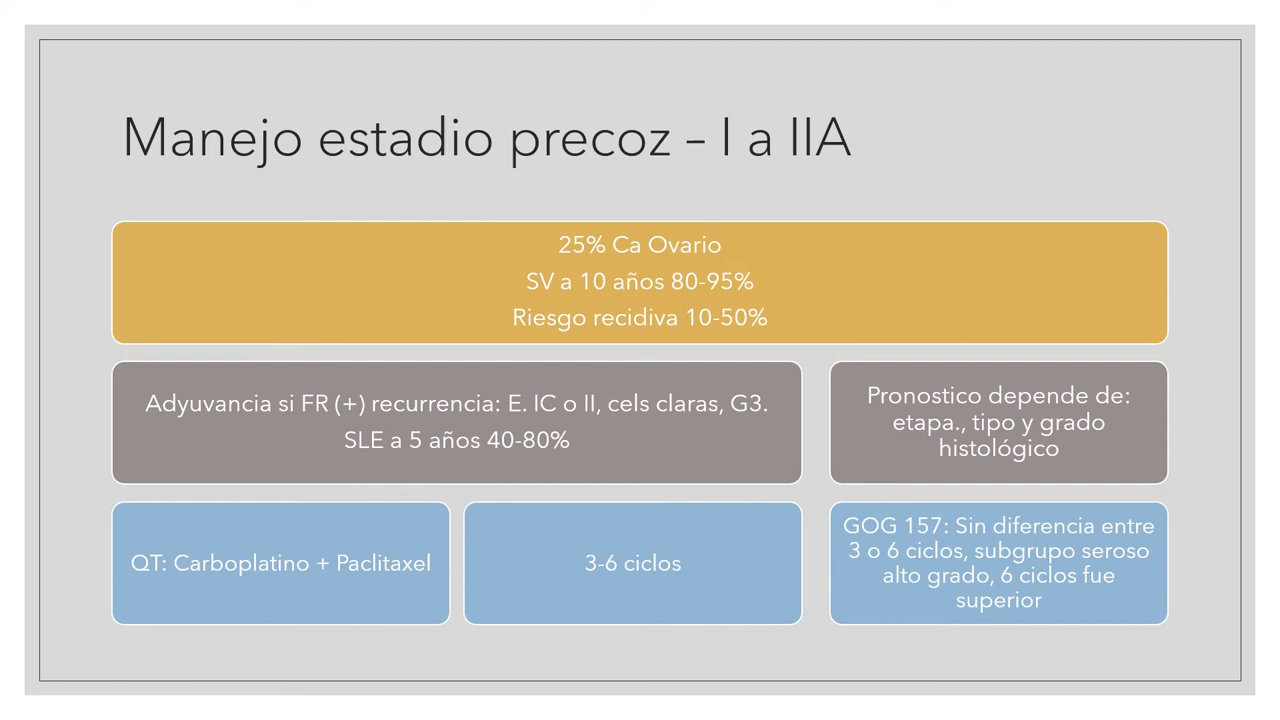 Manejo estadio precoz – I a IIA
25% Ca Ovario
SV a 10 años 80-95%
Riesgo recidiva 10-50%
Adyuvancia si FR (+) recurrencia: E. IC o II, cels claras, G3.
SLE a 5 años 40-80%
Pronostico depende de:
etapa., tipo y grado
histológico
QT: Carboplatino + Paclitaxel
3-6 ciclos
GOG 157: Sin diferencia entre
3 o 6 ciclos, subgrupo seroso
alto grado, 6 ciclos fue
superior